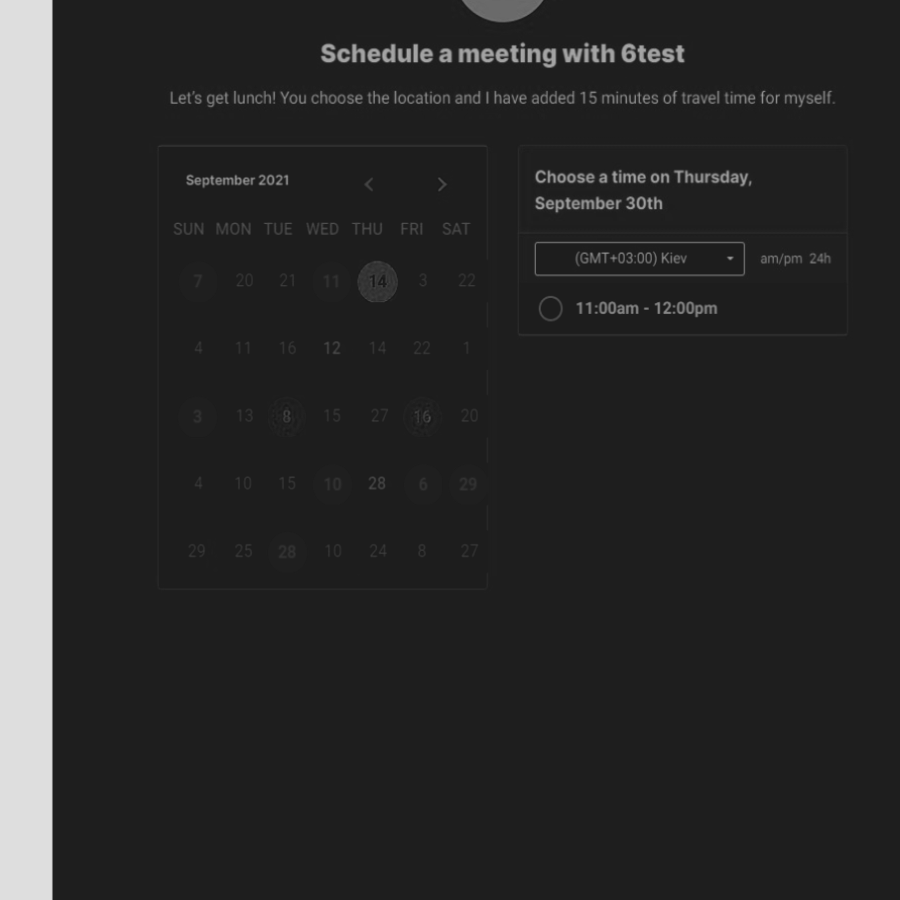 Schedule a meeting with 6test
Let's get lunch! You choose the location and I have added 15 minutes of travel time for myself.
September 2021
SUN MON TUE WED THU FRI SAT
7 20 21 11 14 3 22
4 11 16 12 14 22 1
3 13 8 15 27 16 20
4 10 15 10 28 6 29
29 25 28 10 24 8 27
Choose a time on Thursday,
September 30th
(GMT+03:00) Kiev am/pm 24h
11:00am - 12:00pm